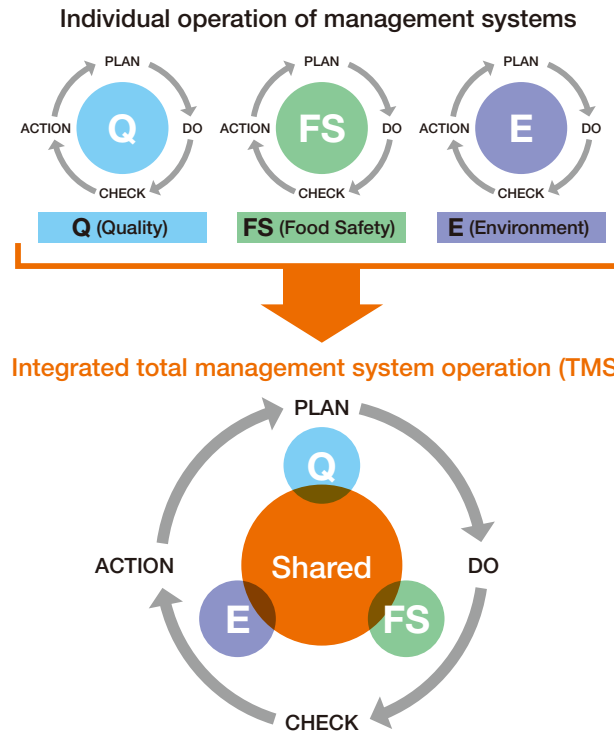 Individual operation of management systems
PLAN PLAN PLAN
ACTION Q DO ACTION FS DO ACTION E DO
CHECK CHECK CHECK
Q (Quality) FS (Food Safety) E (Environment)
Integrated total management system operation (TMS
PLAN
Q
ACTION Shared DO
E FS
CHECK